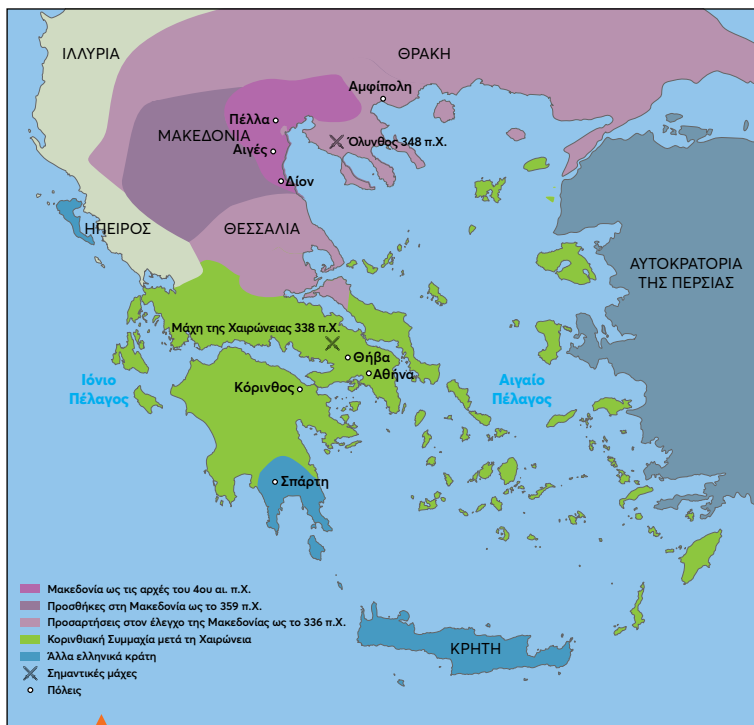 ΙΛΛΥΡΙΑ
ΘΡΑΚΗ
Αμφίπολη
Πέλλα
ΜΑΚΕΔΟΝΙΑ
Όλυνθος 348 π.Χ.
Αιγές
Δίον
ΗΠΕΙΡΟΣ
ΘΕΣΣΑΛΙΑ
ΑΥΤΟΚΡΑΤΟΡΙΑ
ΤΗΣ ΠΕΡΣΙΑΣ
Μάχη της Χαιρώνειας 338 π.Χ.
Θήβα
Αθήνα
Ιόνιο
Πέλαγος
Κόρινθος
Αιγαίο
Πέλαγος
Σπάρτη
Μακεδονία ως τις αρχές του 4ου αι. π.Χ.
Προσθήκες στη Μακεδονία ως το 359 π.Χ.
Προσαρτήσεις στον έλεγχο της Μακεδονίας ως το 336 π.Χ.
Κορινθιακή Συμμαχία μετά τη Χαιρώνεια
Άλλα ελληνικά κράτη
Σημαντικές μάχες
Πόλεις
ΚΡΗΤΗ